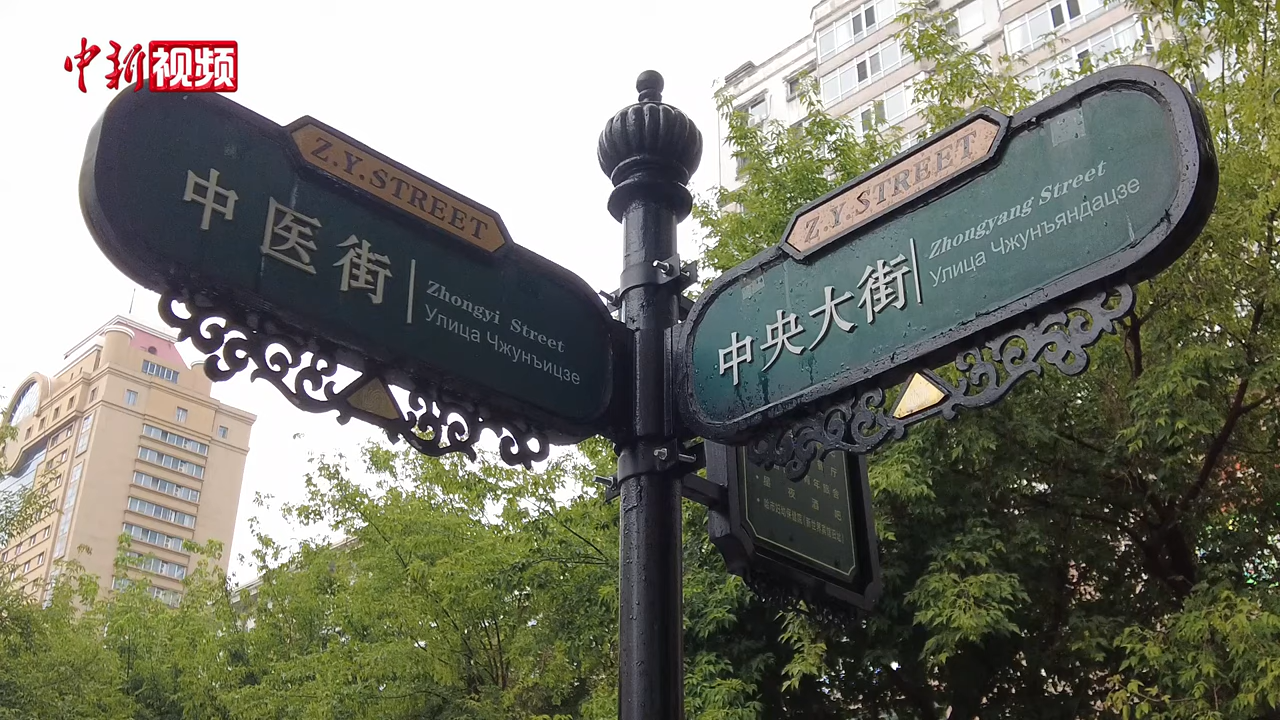 中新视频
Z.Y.STREET
中医街
Zhongyi Street
Улица Чжунъицзе
Z.Y.STREET
中央大街
Zhongyang Street
Улица Чжунъяндацзе